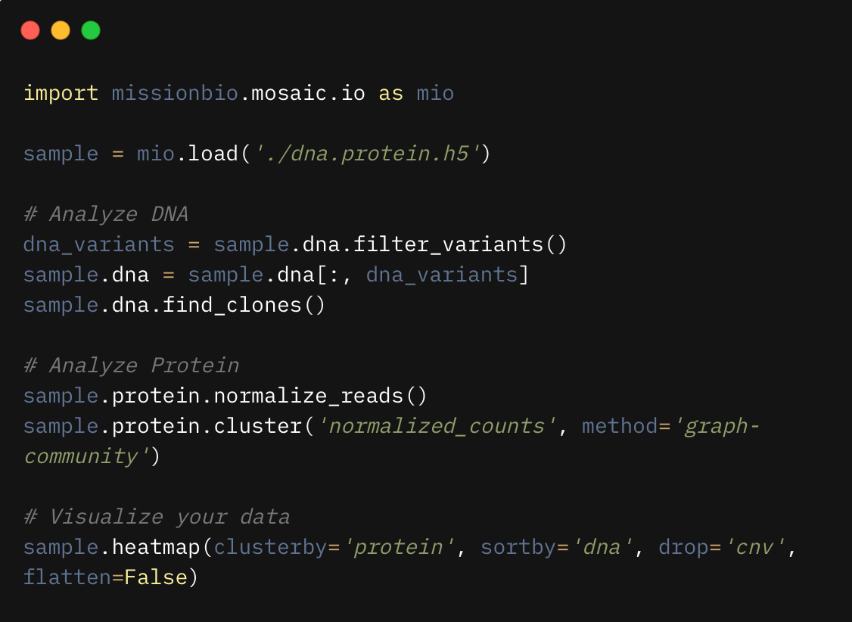 import missionbio.mosaic.io as mio
sample = mio.load('./dna.protein.h5')
# Analyze DNA
dna_variants = sample.dna.filter_variants()
sample.dna = sample.dna[:, dna_variants]
sample.dna.find_clones()
# Analyze Protein
sample.protein.normalize_reads()
sample.protein.cluster('normalized_counts', method='graph-
community')
# Visualize your data
sample.heatmap(clusterby='protein', sortby='dna', drop='cnv',
flatten=False)